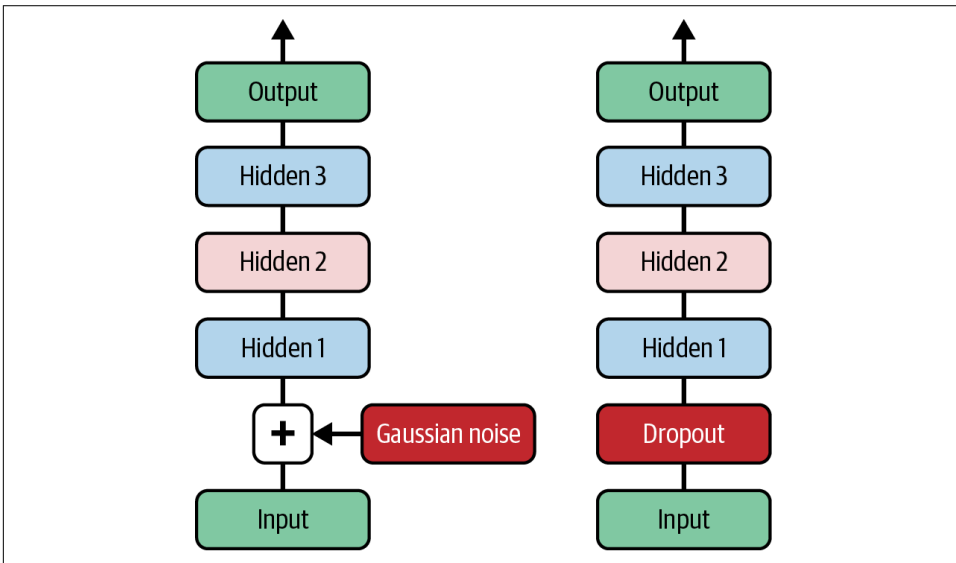 Output
Hidden 3
Hidden 2
Hidden 1
+
Gaussian noise
Input
Output
Hidden 3
Hidden 2
Hidden 1
Dropout
Input